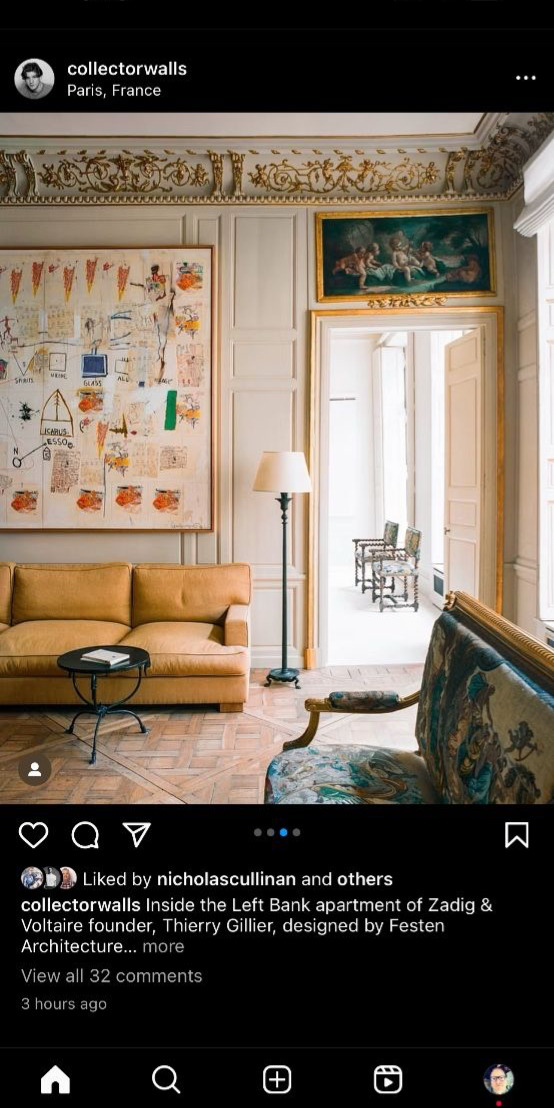 collectorwalls
Paris, France
SPIRITS
URINE
GLASS
ICARUS
ESSO
N
Liked by nicholascullinan and others
collectorwalls Inside the Left Bank apartment of Zadig &
Voltaire founder, Thierry Gillier, designed by Festen
Architecture... more
View all 32 comments
3 hours ago